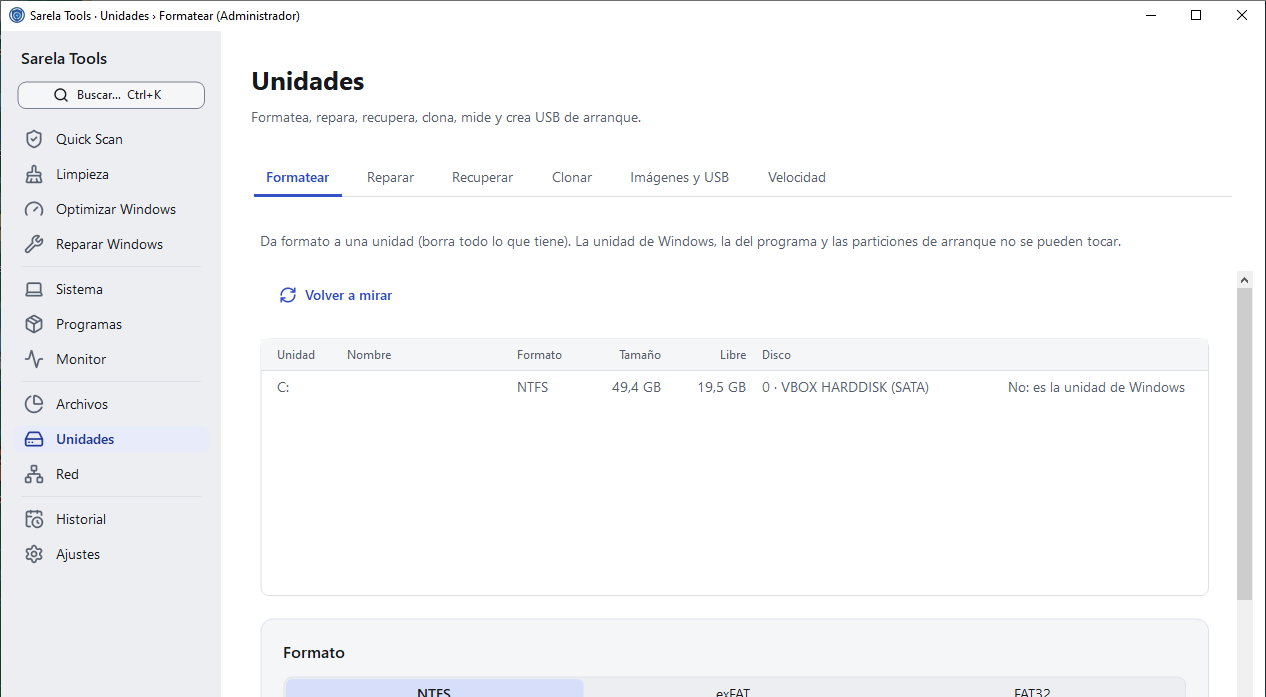 Sarela Tools · Unidades › Formatear (Administrador)
Sarela Tools
Buscar... Ctrl+K
Quick Scan
Limpieza
Optimizar Windows
Reparar Windows
Sistema
Programas
Monitor
Archivos
Unidades
Red
Historial
Ajustes
Unidades
Formatea, repara, recupera, clona, mide y crea USB de arranque.
Formatear Reparar Recuperar Clonar Imágenes y USB Velocidad
Da formato a una unidad (borra todo lo que tiene). La unidad de Windows, la del programa y las particiones de arranque no se pueden tocar.
Volver a mirar
Unidad Nombre Formato Tamaño Libre Disco
C: NTFS 49,4 GB 19,5 GB 0 · VBOX HARDDISK (SATA) No: es la unidad de Windows
Formato
NTFS exFAT FAT32